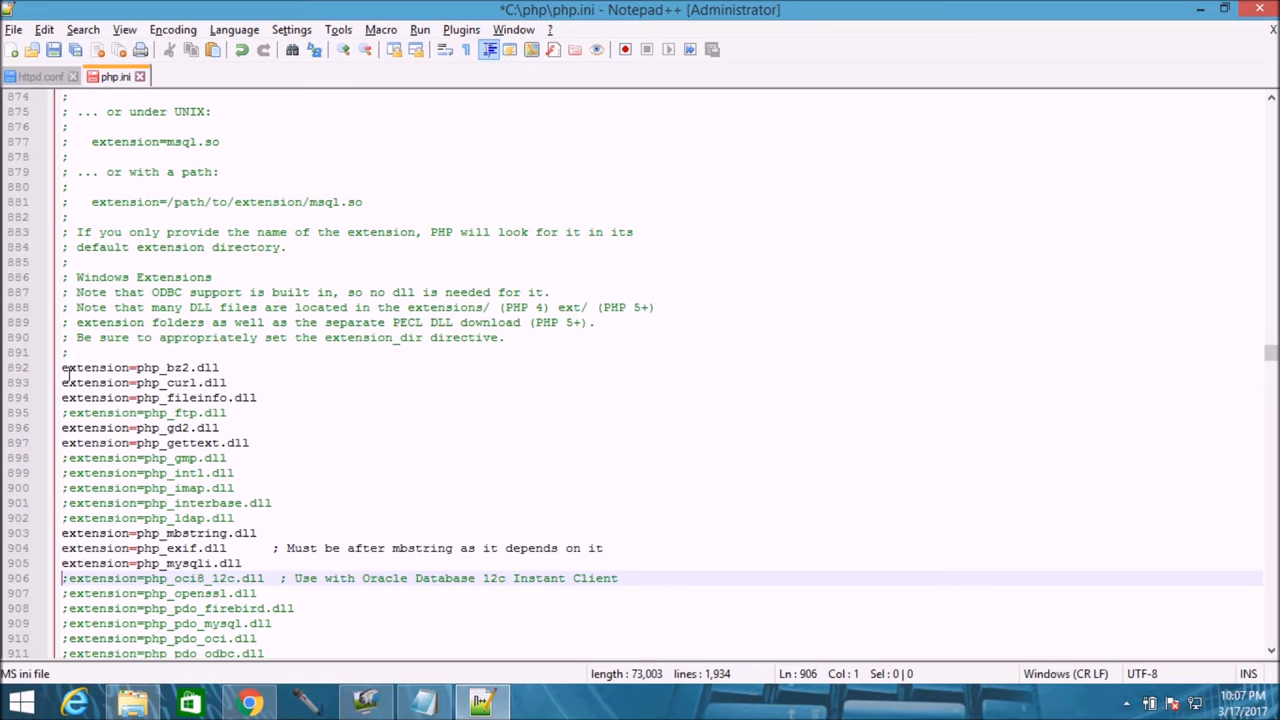 *C:\php\php.ini - Notepad++ [Administrator]
File Edit Search View Encoding Language Settings Tools Macro Run Plugins Window ?
X
httpd.conf php.ini
874 ;
875 ; ... or under UNIX:
876 ;
877 ;   extension=msql.so
878 ;
879 ; ... or with a path:
880 ;
881 ;   extension=/path/to/extension/msql.so
882 ;
883 ; If you only provide the name of the extension, PHP will look for it in its
884 ; default extension directory.
885 ;
886 ; Windows Extensions
887 ; Note that ODBC support is built in, so no dll is needed for it.
888 ; Note that many DLL files are located in the extensions/ (PHP 4) ext/ (PHP 5+)
889 ; extension folders as well as the separate PECL DLL download (PHP 5+).
890 ; Be sure to appropriately set the extension_dir directive.
891 ;
892 extension=php_bz2.dll
893 extension=php_curl.dll
894 extension=php_fileinfo.dll
895 ;extension=php_ftp.dll
896 extension=php_gd2.dll
897 extension=php_gettext.dll
898 ;extension=php_gmp.dll
899 ;extension=php_intl.dll
900 ;extension=php_imap.dll
901 ;extension=php_interbase.dll
902 ;extension=php_ldap.dll
903 extension=php_mbstring.dll
904 extension=php_exif.dll      ; Must be after mbstring as it depends on it
905 extension=php_mysqli.dll
906 ;extension=php_oci8_12c.dll  ; Use with Oracle Database 12c Instant Client
907 ;extension=php_openssl.dll
908 ;extension=php_pdo_firebird.dll
909 ;extension=php_pdo_mysql.dll
910 ;extension=php_pdo_oci.dll
911 ;extension=php_pdo_odbc.dll
MS ini file length : 73,003 lines : 1,934 Ln : 906 Col : 1 Sel : 0 | 0 Windows (CR LF) UTF-8 INS
10:07 PM
3/17/2017